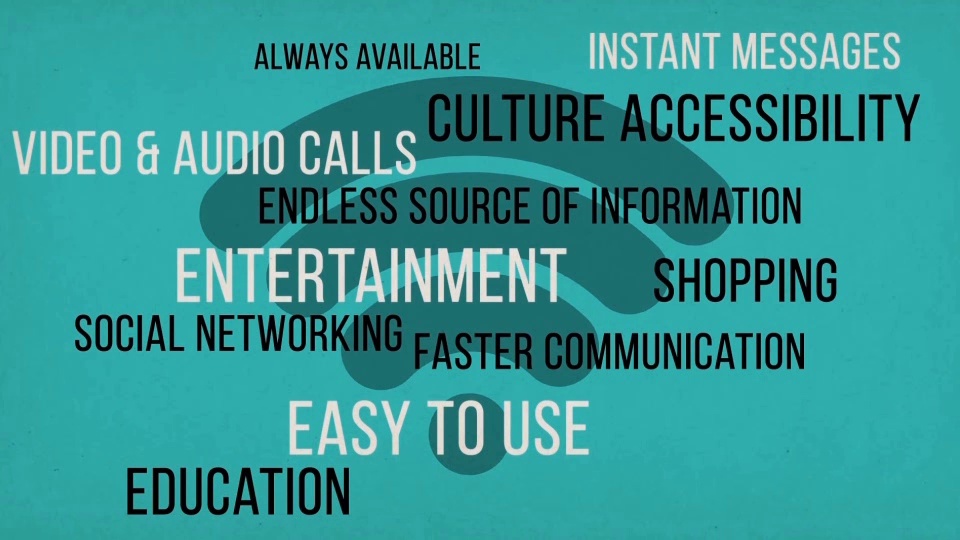 ALWAYS AVAILABLE
INSTANT MESSAGES
CULTURE ACCESSIBILITY
VIDEO & AUDIO CALLS
ENDLESS SOURCE OF INFORMATION
ENTERTAINMENT
SHOPPING
SOCIAL NETWORKING
FASTER COMMUNICATION
EASY TO USE
EDUCATION